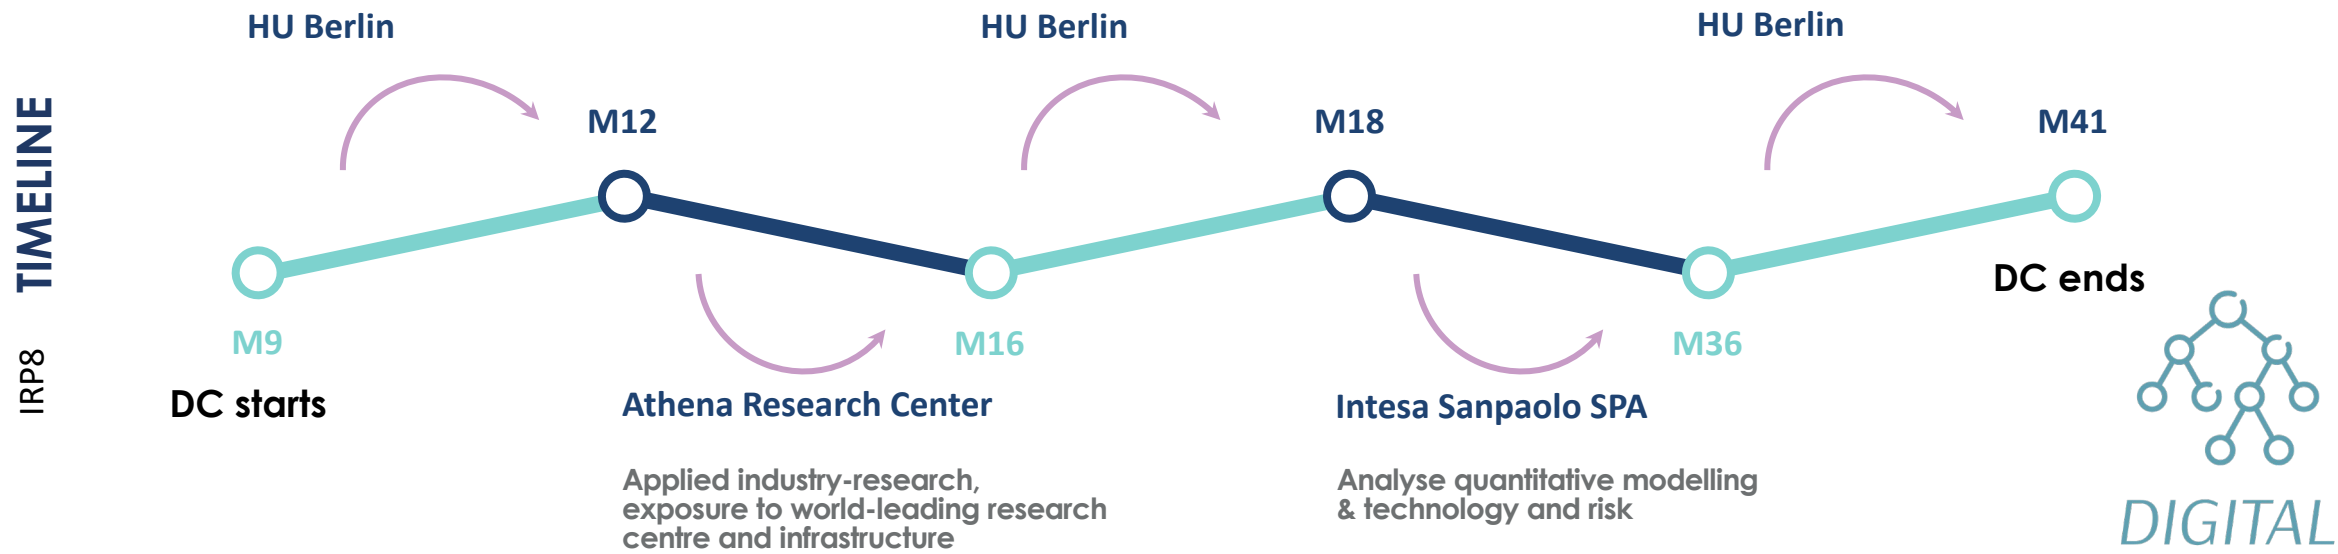 HU Berlin
HU Berlin
HU Berlin
IRP8 TIMELINE
M12
M18
M41
M9
M16
M36
DC ends
DC starts
Athena Research Center
Intesa Sanpaolo SPA
Applied industry-research,
exposure to world-leading research
centre and infrastructure
Analyse quantitative modelling
& technology and risk
DIGITAL